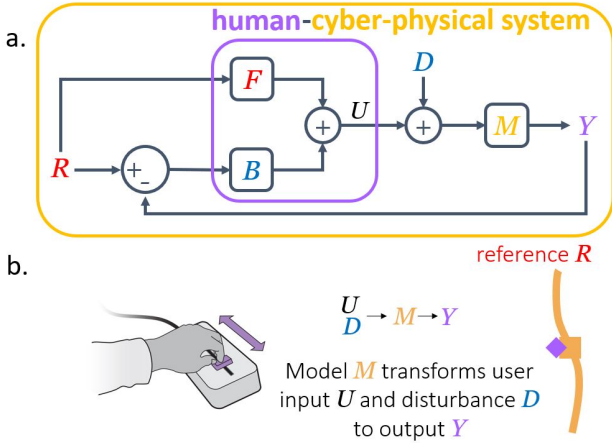 human-cyber-physical system
a.
F
D
U
+
+
M
Y
R
+
-
B
b.
reference R
U
D → M → Y
Model M transforms user
input U and disturbance D
to output Y